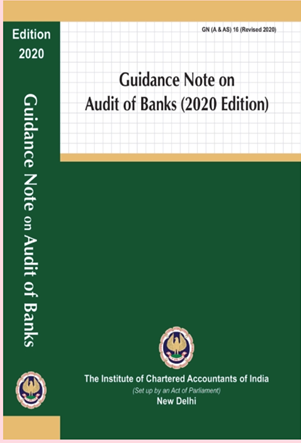 Edition
2020
Guidance Note on Audit of Banks
GN (A & AS) 16 (Revised 2020)
Guidance Note on
Audit of Banks (2020 Edition)
The Institute of Chartered Accountants of India
(Set up by an Act of Parliament)
New Delhi